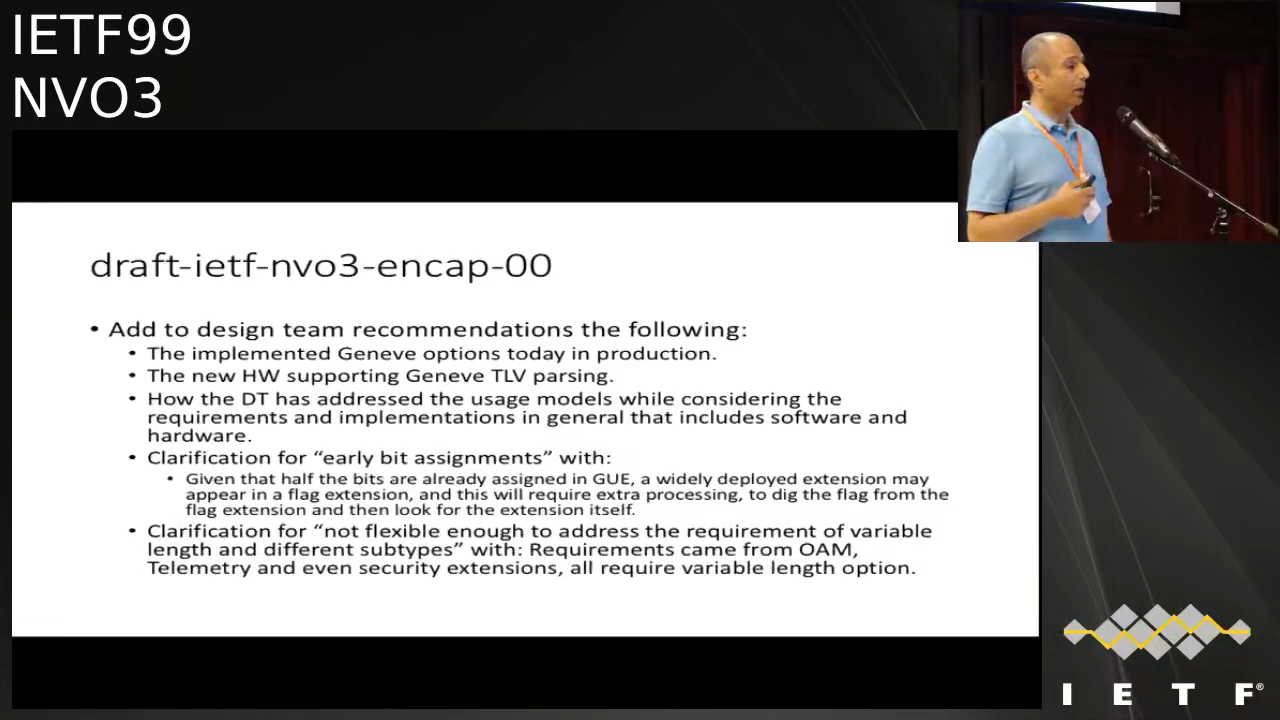 IETF99
NVO3
draft-ietf-nvo3-encap-00
• Add to design team recommendations the following:
• The implemented Geneve options today in production.
• The new HW supporting Geneve TLV parsing.
• How the DT has addressed the usage models while considering the
requirements and implementations in general that includes software and
hardware.
• Clarification for “early bit assignments” with:
• Given that half the bits are already assigned in GUE, a widely deployed extension may
appear in a flag extension, and this will require extra processing, to dig the flag from the
flag extension and then look for the extension itself.
• Clarification for “not flexible enough to address the requirement of variable
length and different subtypes” with: Requirements came from OAM,
Telemetry and even security extensions, all require variable length option.
I E T F®